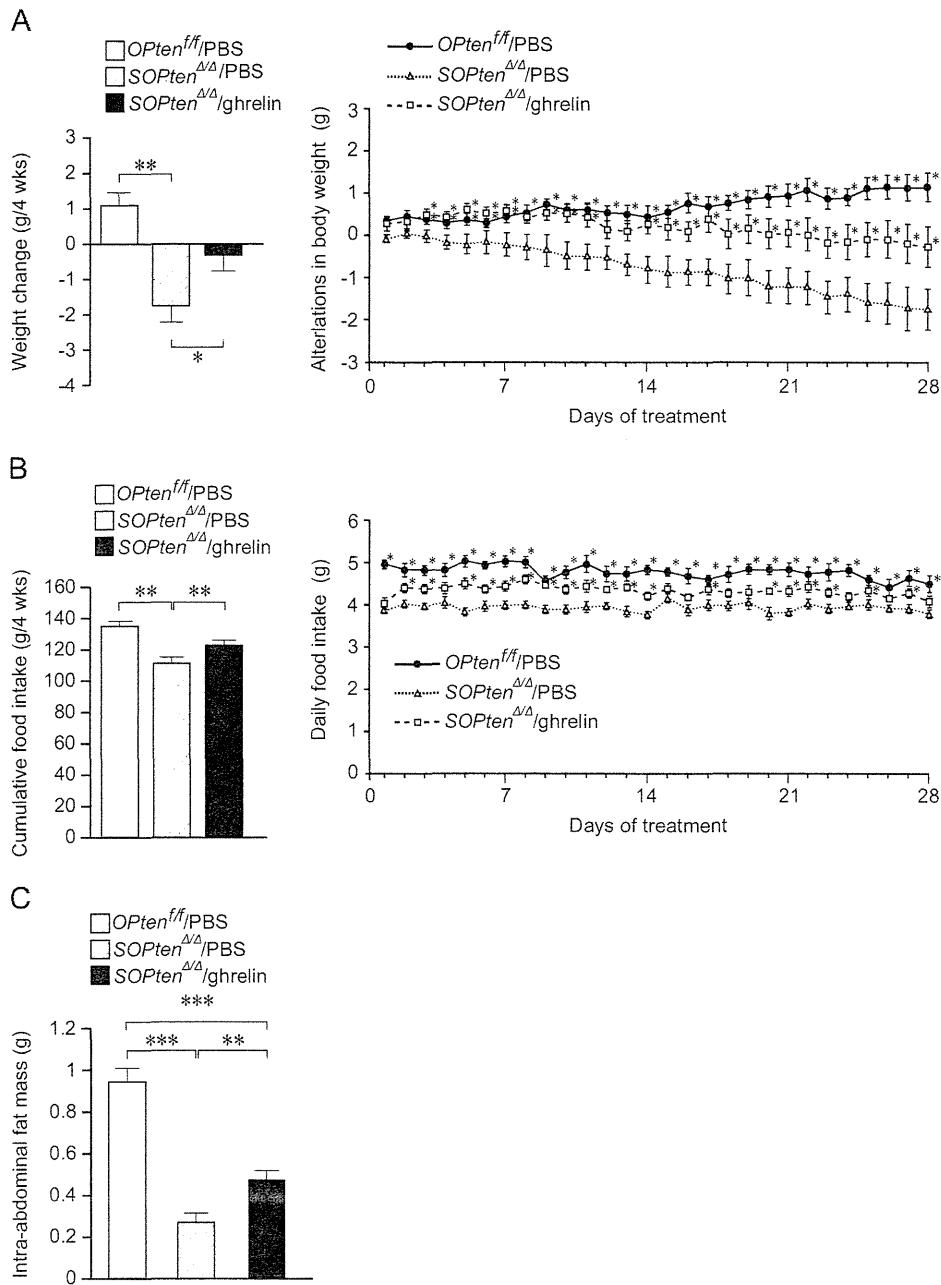 A
OPten^f/f/PBS
SOPten^Δ/Δ/PBS
SOPten^Δ/Δ/ghrelin
Weight change (g/4 wks)
3
2
1
0
-1
-2
-3
-4
**
*
OPten^f/f/PBS
SOPten^Δ/Δ/PBS
SOPten^Δ/Δ/ghrelin
Alterlations in body weight (g)
3
2
1
0
-1
-2
-3
0 7 14 21 28
Days of treatment
B
OPten^f/f/PBS
SOPten^Δ/Δ/PBS
SOPten^Δ/Δ/ghrelin
Cumulative food intake (g/4 wks)
160
140
120
100
80
60
40
20
0
** **
Daily food intake (g)
6
5
4
3
2
1
0
OPten^f/f/PBS
SOPten^Δ/Δ/PBS
SOPten^Δ/Δ/ghrelin
0 7 14 21 28
Days of treatment
C
OPten^f/f/PBS
SOPten^Δ/Δ/PBS
SOPten^Δ/Δ/ghrelin
Intra-abdominal fat mass (g)
1.2
1
0.8
0.6
0.4
0.2
0
***
*** **